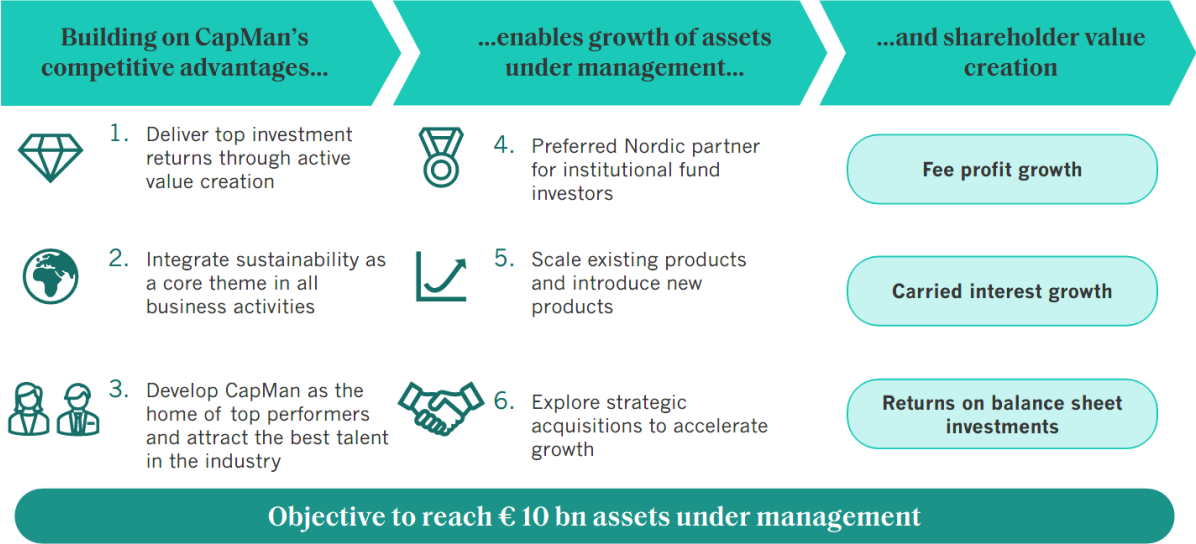 Building on CapMan’s
competitive advantages...
...enables growth of assets
under management...
...and shareholder value
creation
1. Deliver top investment
returns through active
value creation
2. Integrate sustainability as
a core theme in all
business activities
3. Develop CapMan as the
home of top performers
and attract the best talent
in the industry
4. Preferred Nordic partner
for institutional fund
investors
5. Scale existing products
and introduce new
products
6. Explore strategic
acquisitions to accelerate
growth
Fee profit growth
Carried interest growth
Returns on balance sheet
investments
Objective to reach € 10 bn assets under management